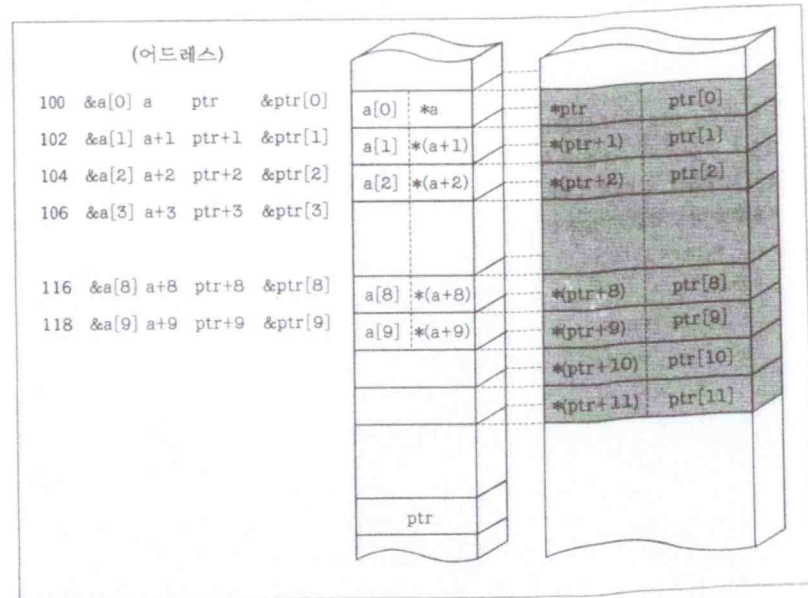 (어드레스)
100 &a[0] a ptr &ptr[0] a[0] *a *ptr ptr[0]
102 &a[1] a+1 ptr+1 &ptr[1] a[1] *(a+1) *(ptr+1) ptr[1]
104 &a[2] a+2 ptr+2 &ptr[2] a[2] *(a+2) *(ptr+2) ptr[2]
106 &a[3] a+3 ptr+3 &ptr[3]
116 &a[8] a+8 ptr+8 &ptr[8] a[8] *(a+8) *(ptr+8) ptr[8]
118 &a[9] a+9 ptr+9 &ptr[9] a[9] *(a+9) *(ptr+9) ptr[9]
*(ptr+10) ptr[10]
*(ptr+11) ptr[11]
ptr